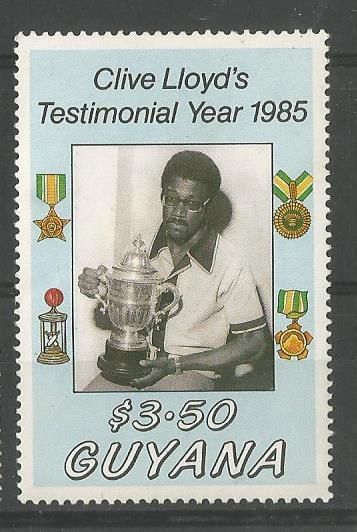 Clive Lloyd's
Testimonial Year 1985
$3·50
GUYANA